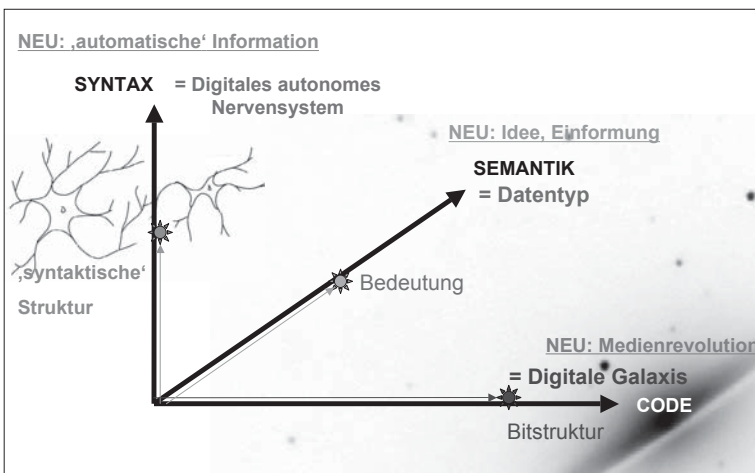 NEU: ‚automatische‘ Information
SYNTAX = Digitales autonomes
Nervensystem
NEU: Idee, Einformung
SEMANTIK
= Datentyp
‚syntaktische‘
Struktur
Bedeutung
NEU: Medienrevolution
= Digitale Galaxis
CODE
Bitstruktur